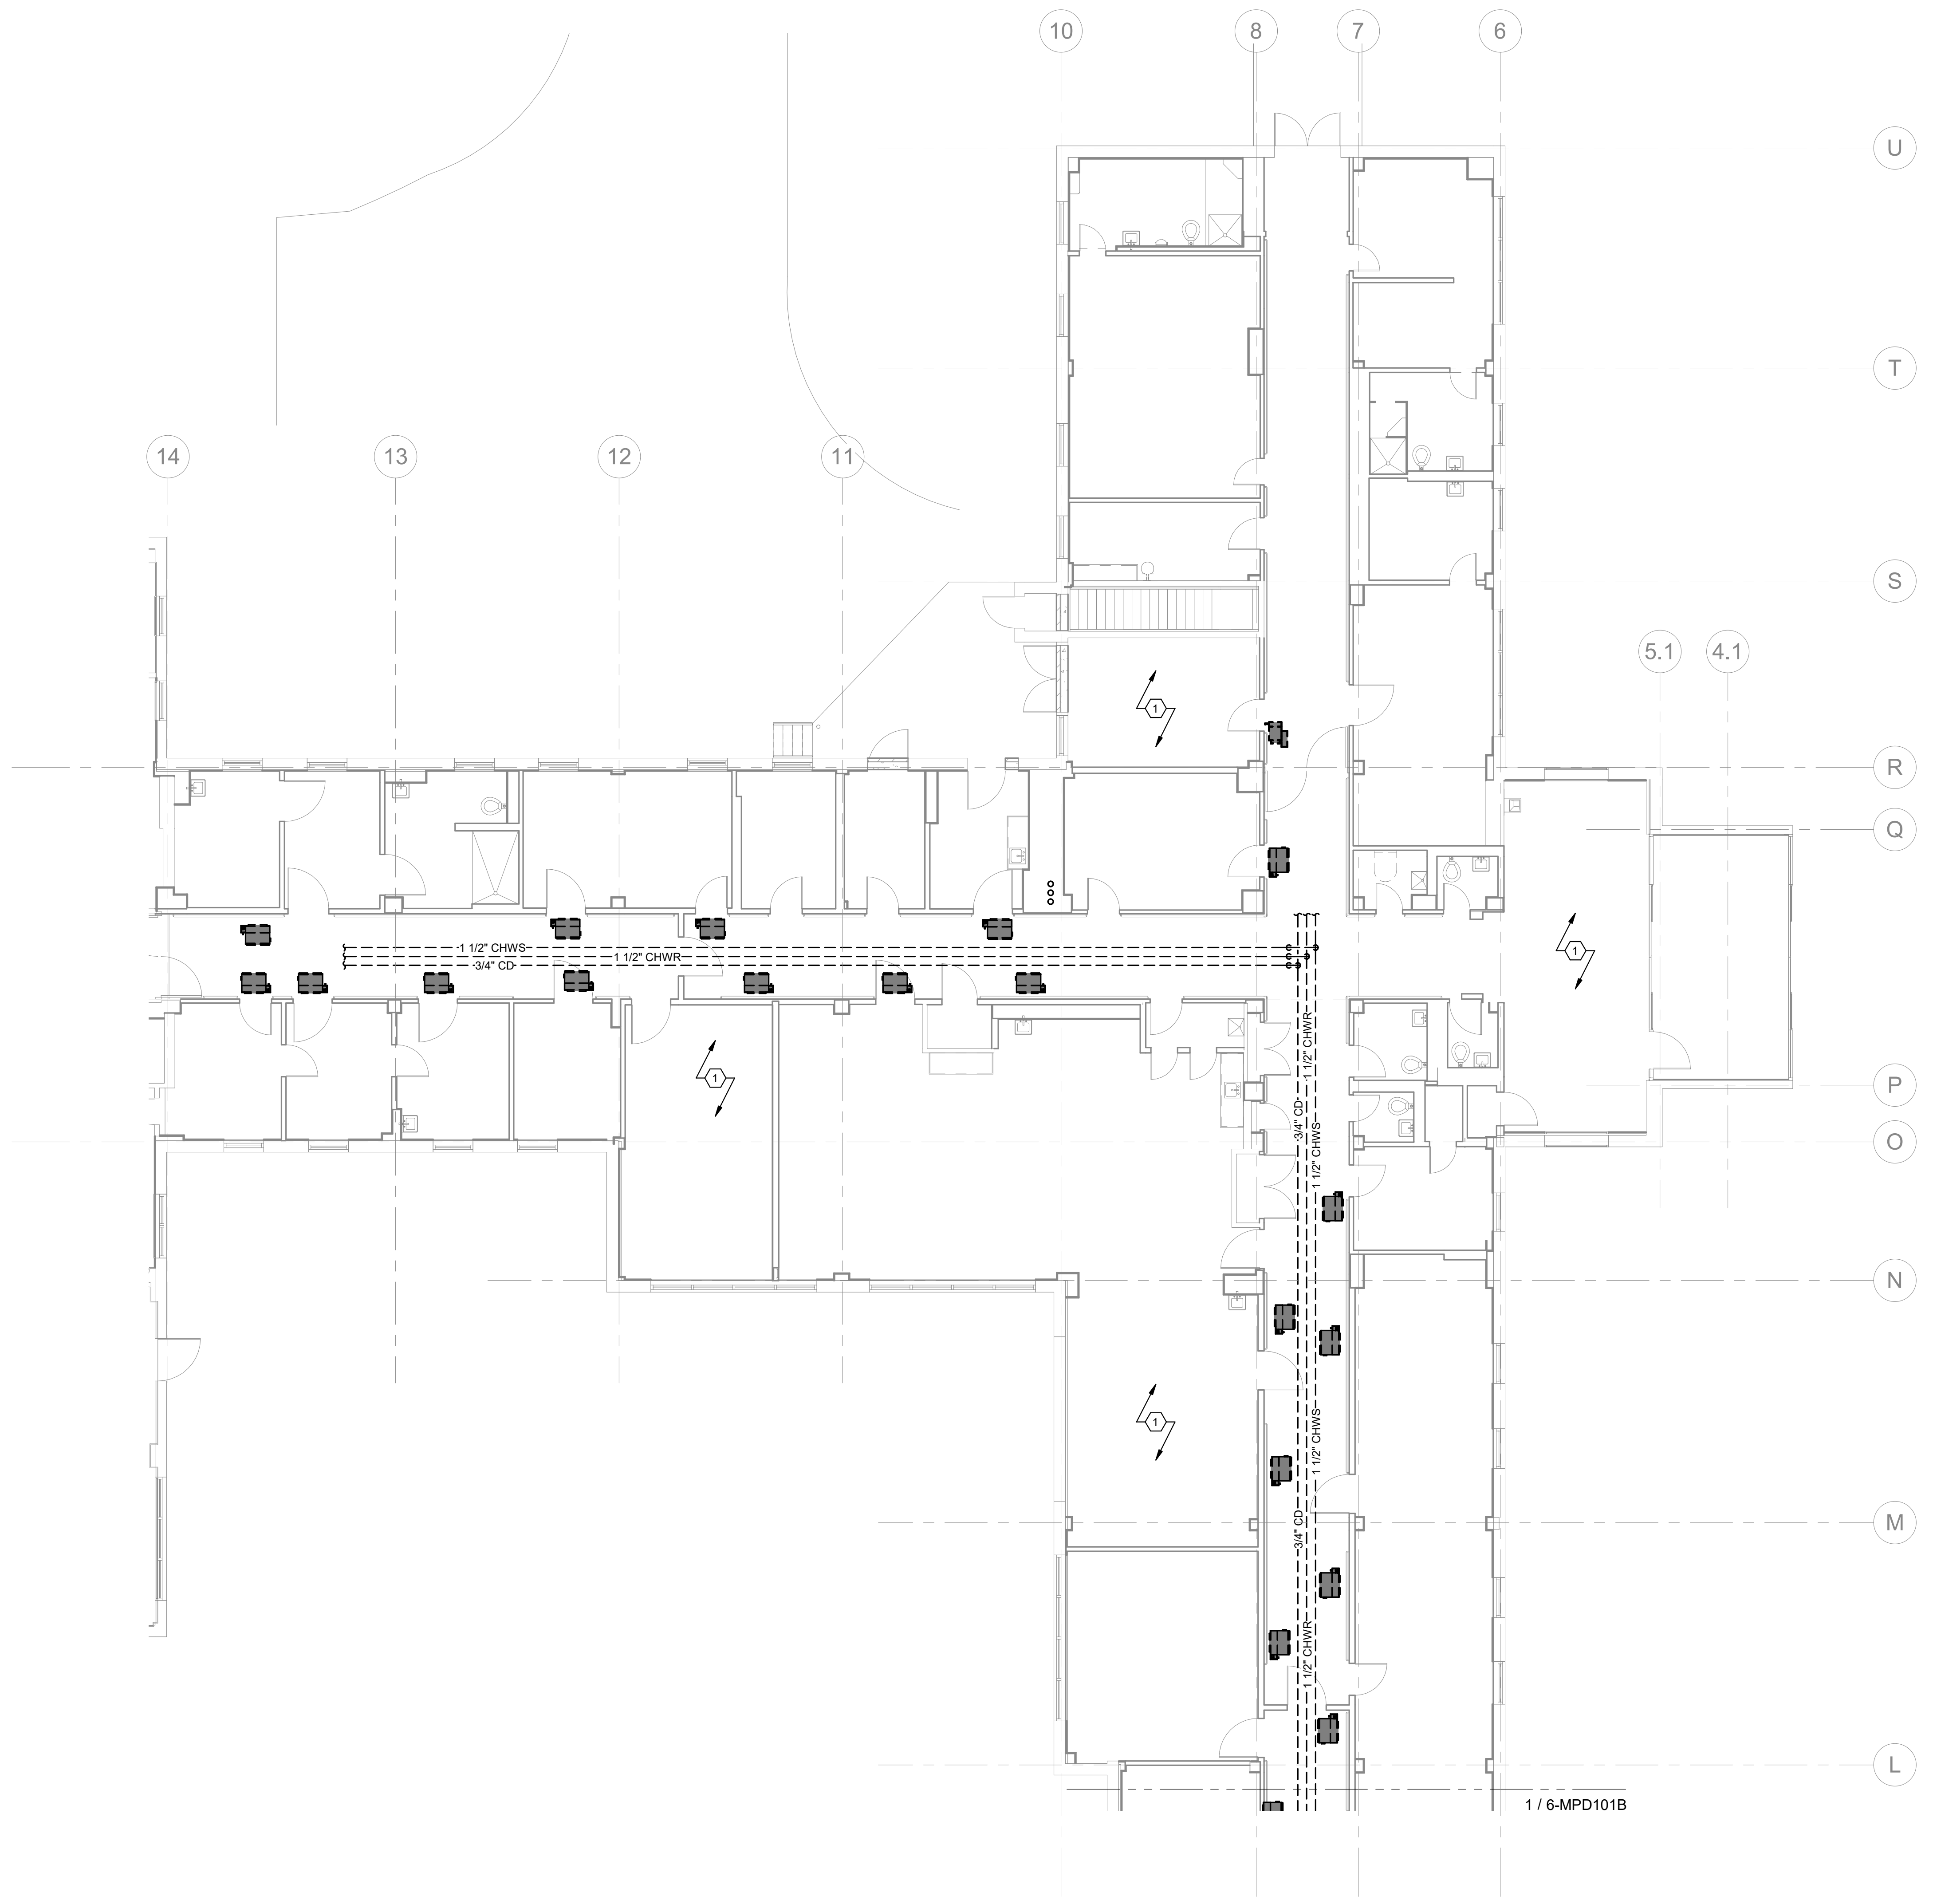 10
8
7
6
U
T
14
13
12
11
S
5.1
4.1
1
R
Q
1 1/2" CHWS
1 1/2" CHWR
3/4" CD
1
1 1/2" CHWR
1
P
3/4" CD
1 1/2" CHWS
O
N
1 1/2" CHWS
1
M
3/4" CD
1 1/2" CHWR
L
1 / 6-MPD101B